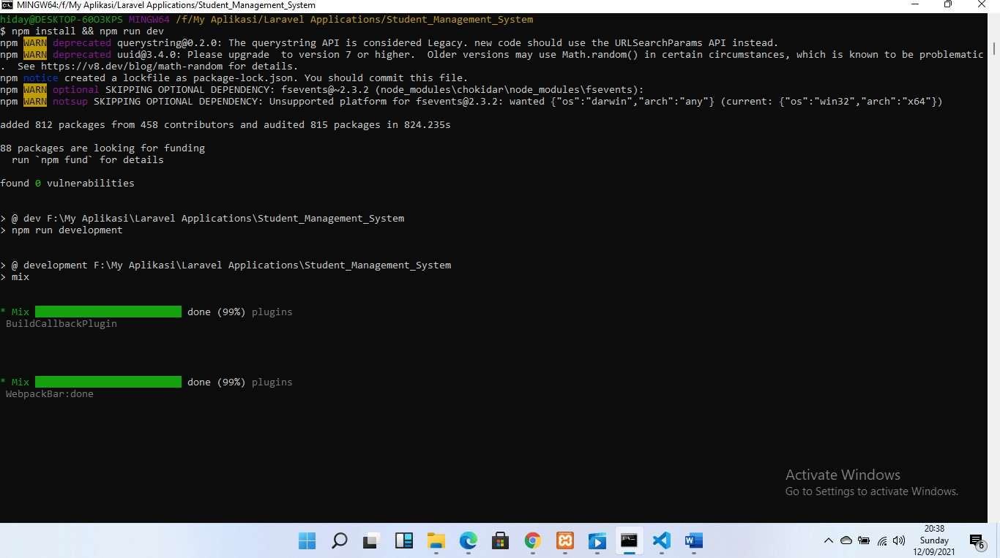 MINGW64:/f/My Aplikasi/Laravel Applications/Student_Management_System
hiday@DESKTOP-60O3KPS MINGW64 /f/My Aplikasi/Laravel Applications/Student_Management_System
$ npm install && npm run dev
npm WARN deprecated querystring@0.2.0: The querystring API is considered Legacy. new code should use the URLSearchParams API instead.
npm WARN deprecated uuid@3.4.0: Please upgrade  to version 7 or higher.  Older versions may use Math.random() in certain circumstances, which is known to be problematic
.  See https://v8.dev/blog/math-random for details.
npm notice created a lockfile as package-lock.json. You should commit this file.
npm WARN optional SKIPPING OPTIONAL DEPENDENCY: fsevents@~2.3.2 (node_modules\chokidar\node_modules\fsevents):
npm WARN notsup SKIPPING OPTIONAL DEPENDENCY: Unsupported platform for fsevents@2.3.2: wanted {"os":"darwin","arch":"any"} (current: {"os":"win32","arch":"x64"})
added 812 packages from 458 contributors and audited 815 packages in 824.235s
88 packages are looking for funding
run `npm fund` for details
found 0 vulnerabilities
> @ dev F:\My Aplikasi\Laravel Applications\Student_Management_System
> npm run development
> @ development F:\My Aplikasi\Laravel Applications\Student_Management_System
> mix
* Mix done (99%) plugins
BuildCallbackPlugin
* Mix done (99%) plugins
WebpackBar:done
Activate Windows
Go to Settings to activate Windows.
20:38
Sunday
12/09/2021
6